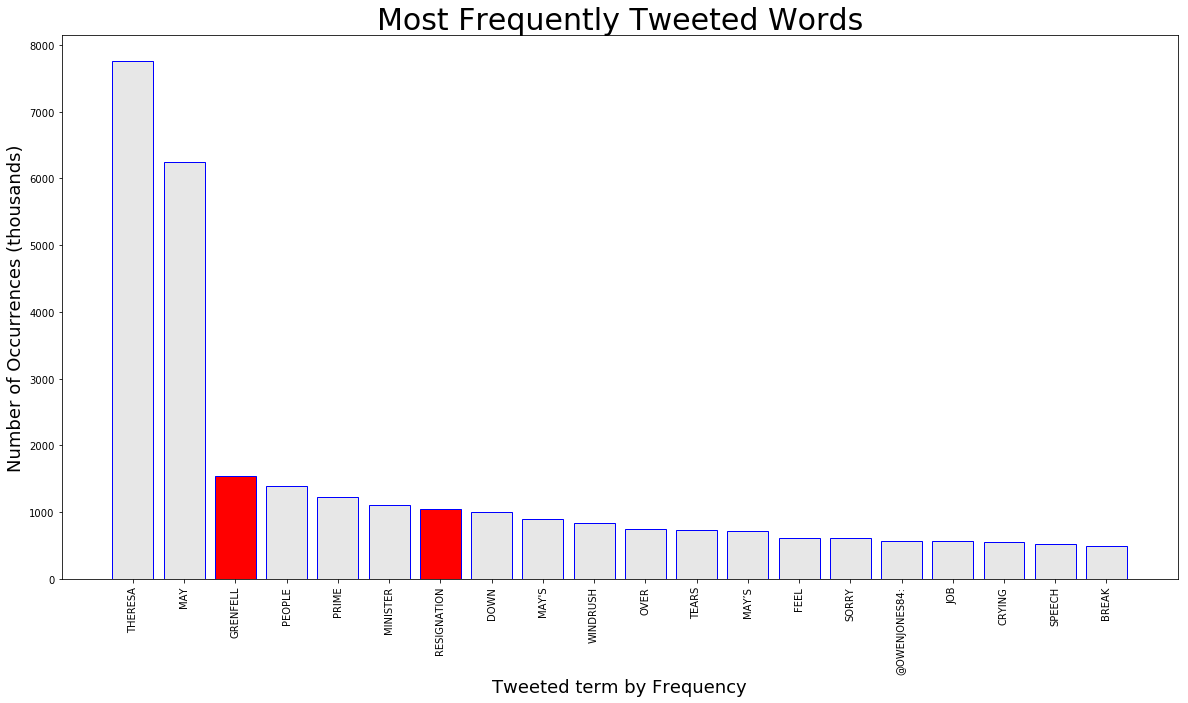 Most Frequently Tweeted Words
Number of Occurrences (thousands)
8000
7000
6000
5000
4000
3000
2000
1000
0
THERESA
MAY
GRENFELL
PEOPLE
PRIME
MINISTER
RESIGNATION
DOWN
MAY'S
WINDRUSH
OVER
TEARS
MAY’S
FEEL
SORRY
@OWENJONES84:
JOB
CRYING
SPEECH
BREAK
Tweeted term by Frequency